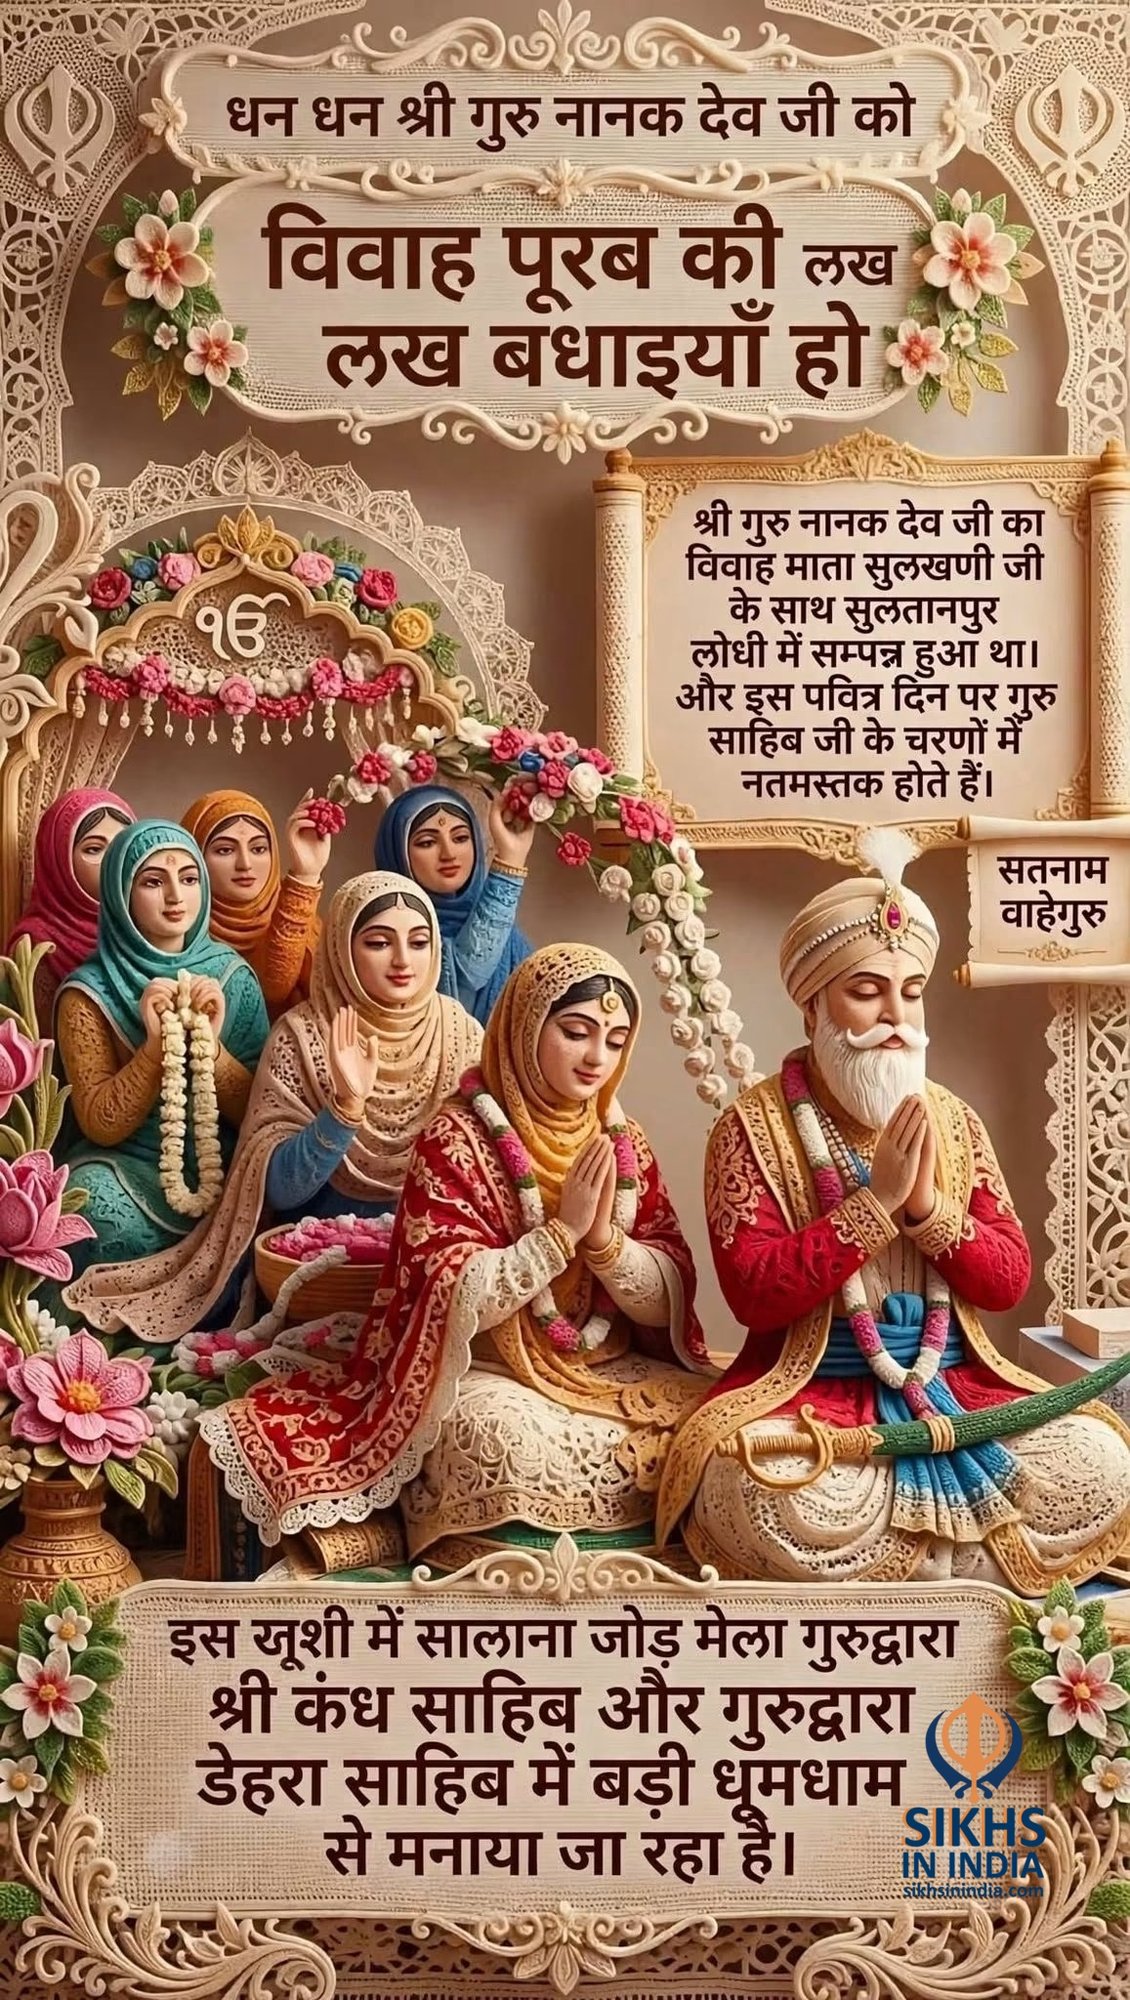 धन धन श्री गुरु नानक देव जी को
विवाह पूरब की लख
लख बधाइयाँ हो
ੴ
श्री गुरु नानक देव जी का
विवाह माता सुलखणी जी
के साथ सुलतानपुर
लोधी में सम्पन्न हुआ था।
और इस पवित्र दिन पर गुरु
साहिब जी के चरणों में
नतमस्तक होते हैं।
सतनाम
वाहेगुरु
इस खूशी में सालाना जोड़ मेला गुरुद्वारा
श्री कंध साहिब और गुरुद्वारा
डेहरा साहिब में बड़ी धूमधाम
से मनाया जा रहा है।
SIKHS
IN INDIA
sikhsinindia.com